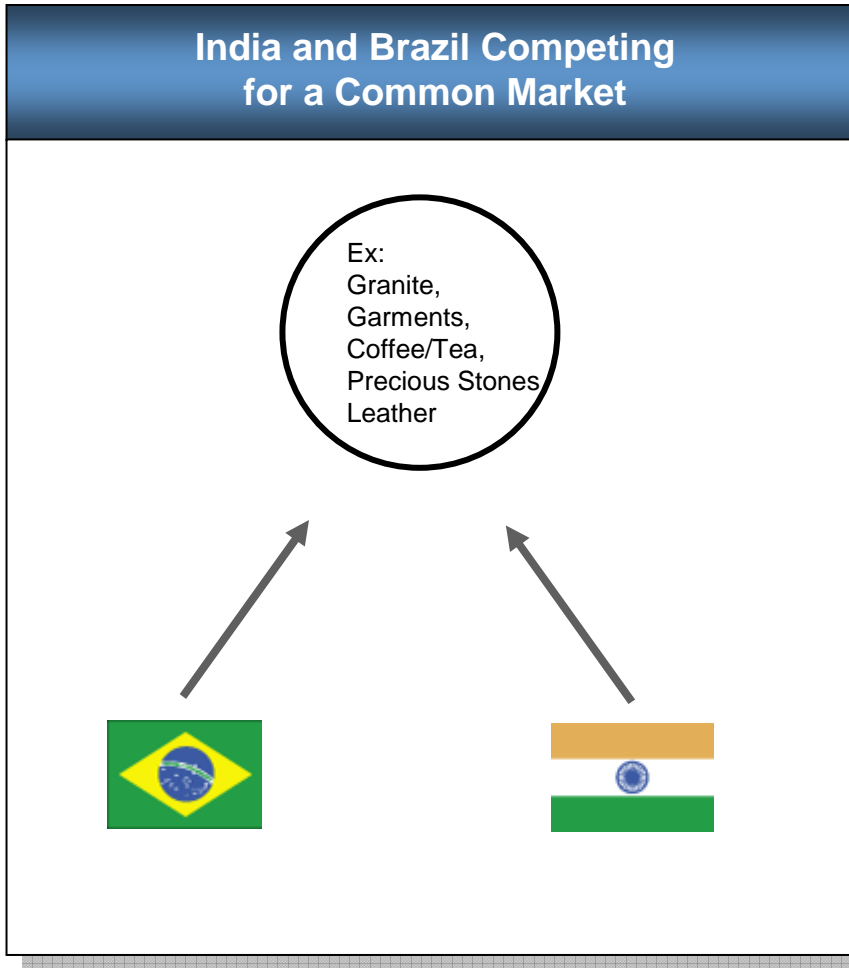 India and Brazil Competing
for a Common Market
Ex:
Granite,
Garments,
Coffee/Tea,
Precious Stones
Leather